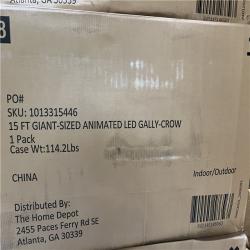 Atlanta, GA 30339
8
PO#
SKU: 1013315446
15 FT GIANT-SIZED ANIMATED LED GALLY-CROW
1 Pack
Case Wt:114.2Lbs
Indoor/Outdoor
CHINA
Distributed By:
The Home Depot
2455 Paces Ferry Rd SE
Atlanta, GA 30339